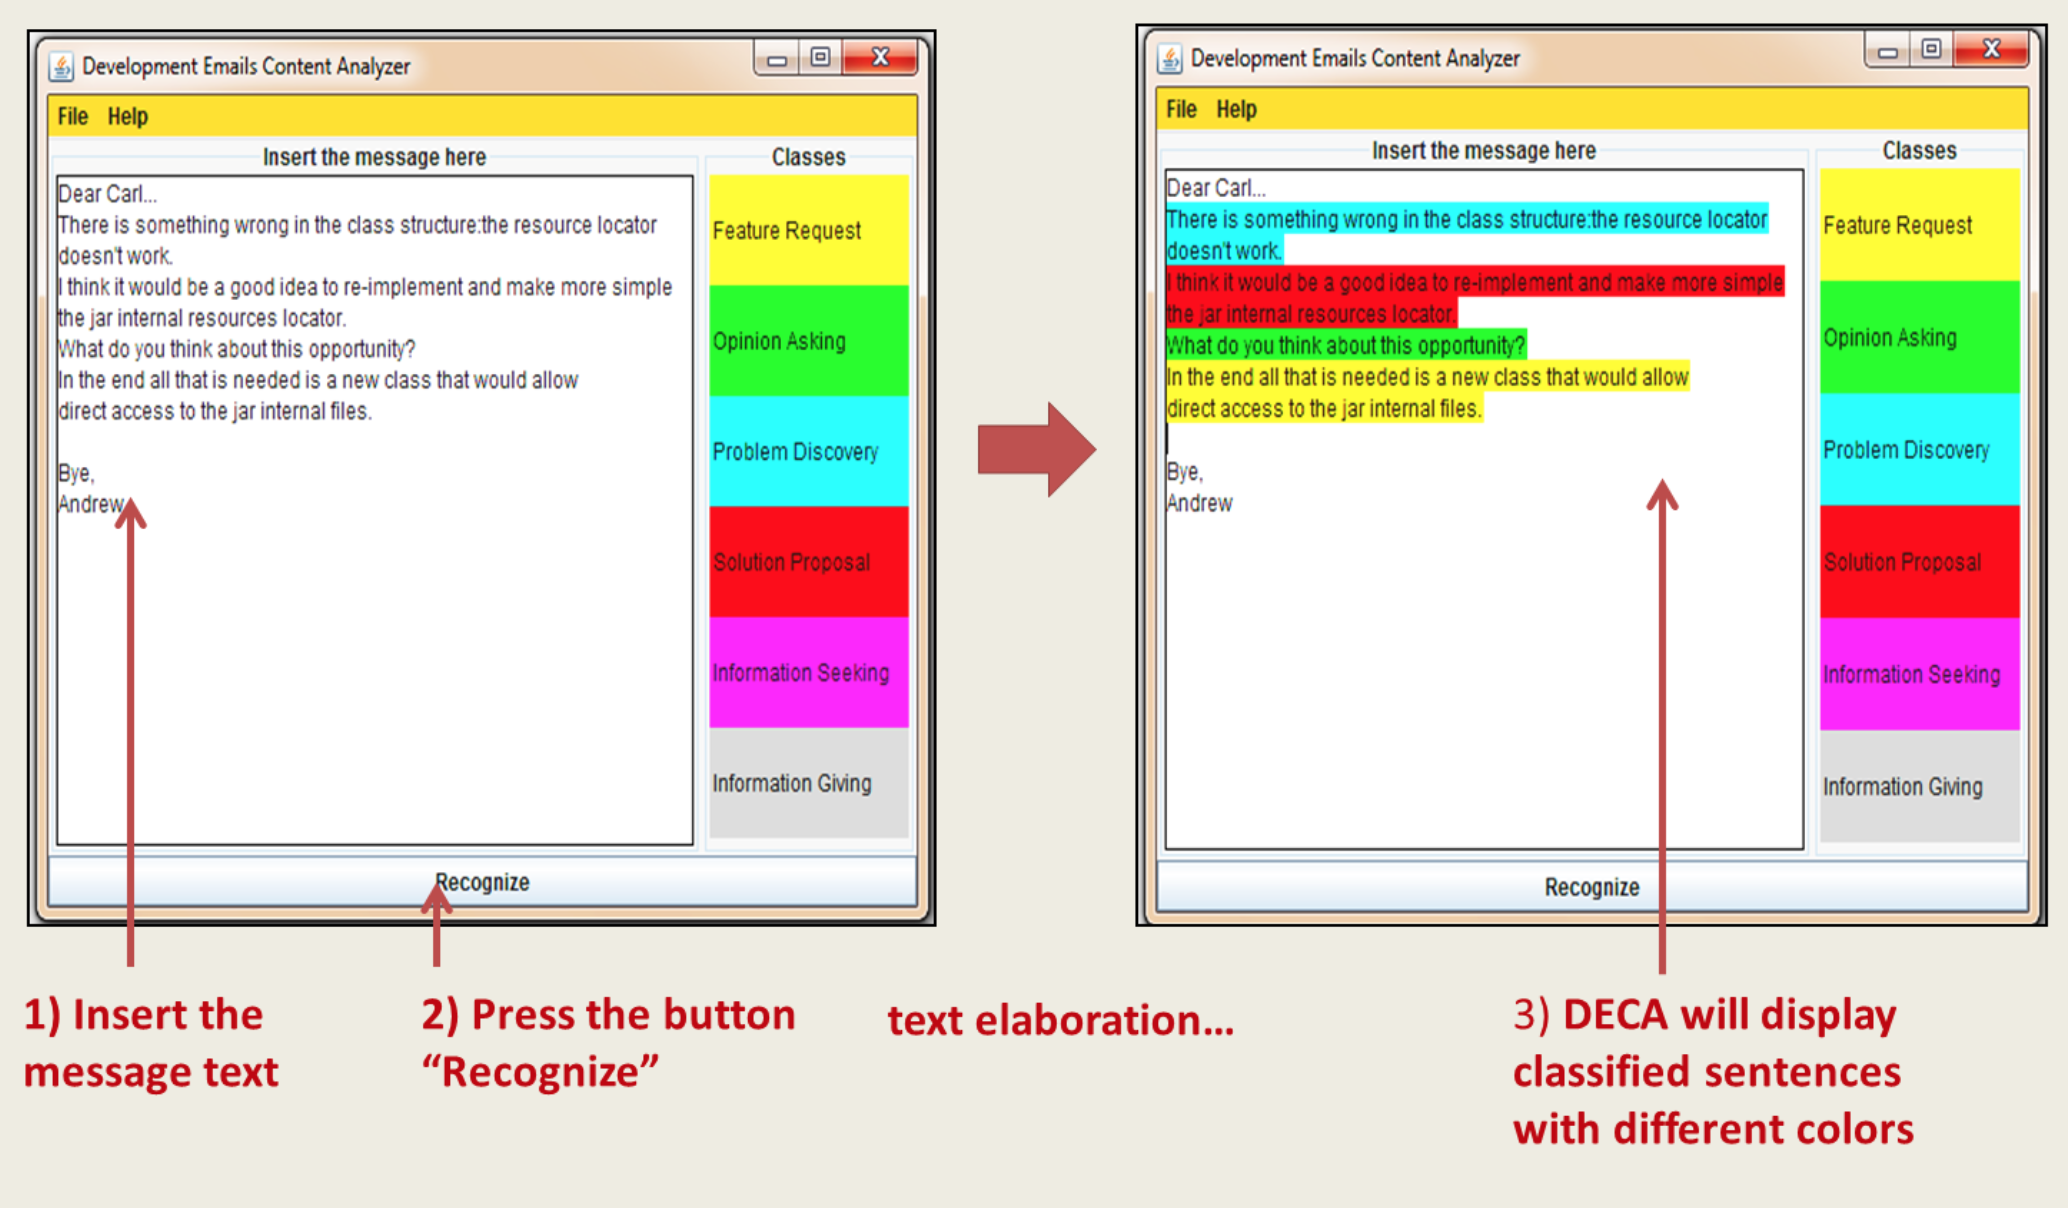 Development Emails Content Analyzer
File Help
Insert the message here
Classes
Dear Carl...
There is something wrong in the class structure:the resource locator
doesn't work.
I think it would be a good idea to re-implement and make more simple
the jar internal resources locator.
What do you think about this opportunity?
In the end all that is needed is a new class that would allow
direct access to the jar internal files.
Bye,
Andrew
Feature Request
Opinion Asking
Problem Discovery
Solution Proposal
Information Seeking
Information Giving
Recognize
Development Emails Content Analyzer
File Help
Insert the message here
Classes
Dear Carl...
There is something wrong in the class structure:the resource locator
doesn't work.
I think it would be a good idea to re-implement and make more simple
the jar internal resources locator.
What do you think about this opportunity?
In the end all that is needed is a new class that would allow
direct access to the jar internal files.
Bye,
Andrew
Feature Request
Opinion Asking
Problem Discovery
Solution Proposal
Information Seeking
Information Giving
Recognize
1) Insert the
message text
2) Press the button
“Recognize”
text elaboration...
3) DECA will display
classified sentences
with different colors